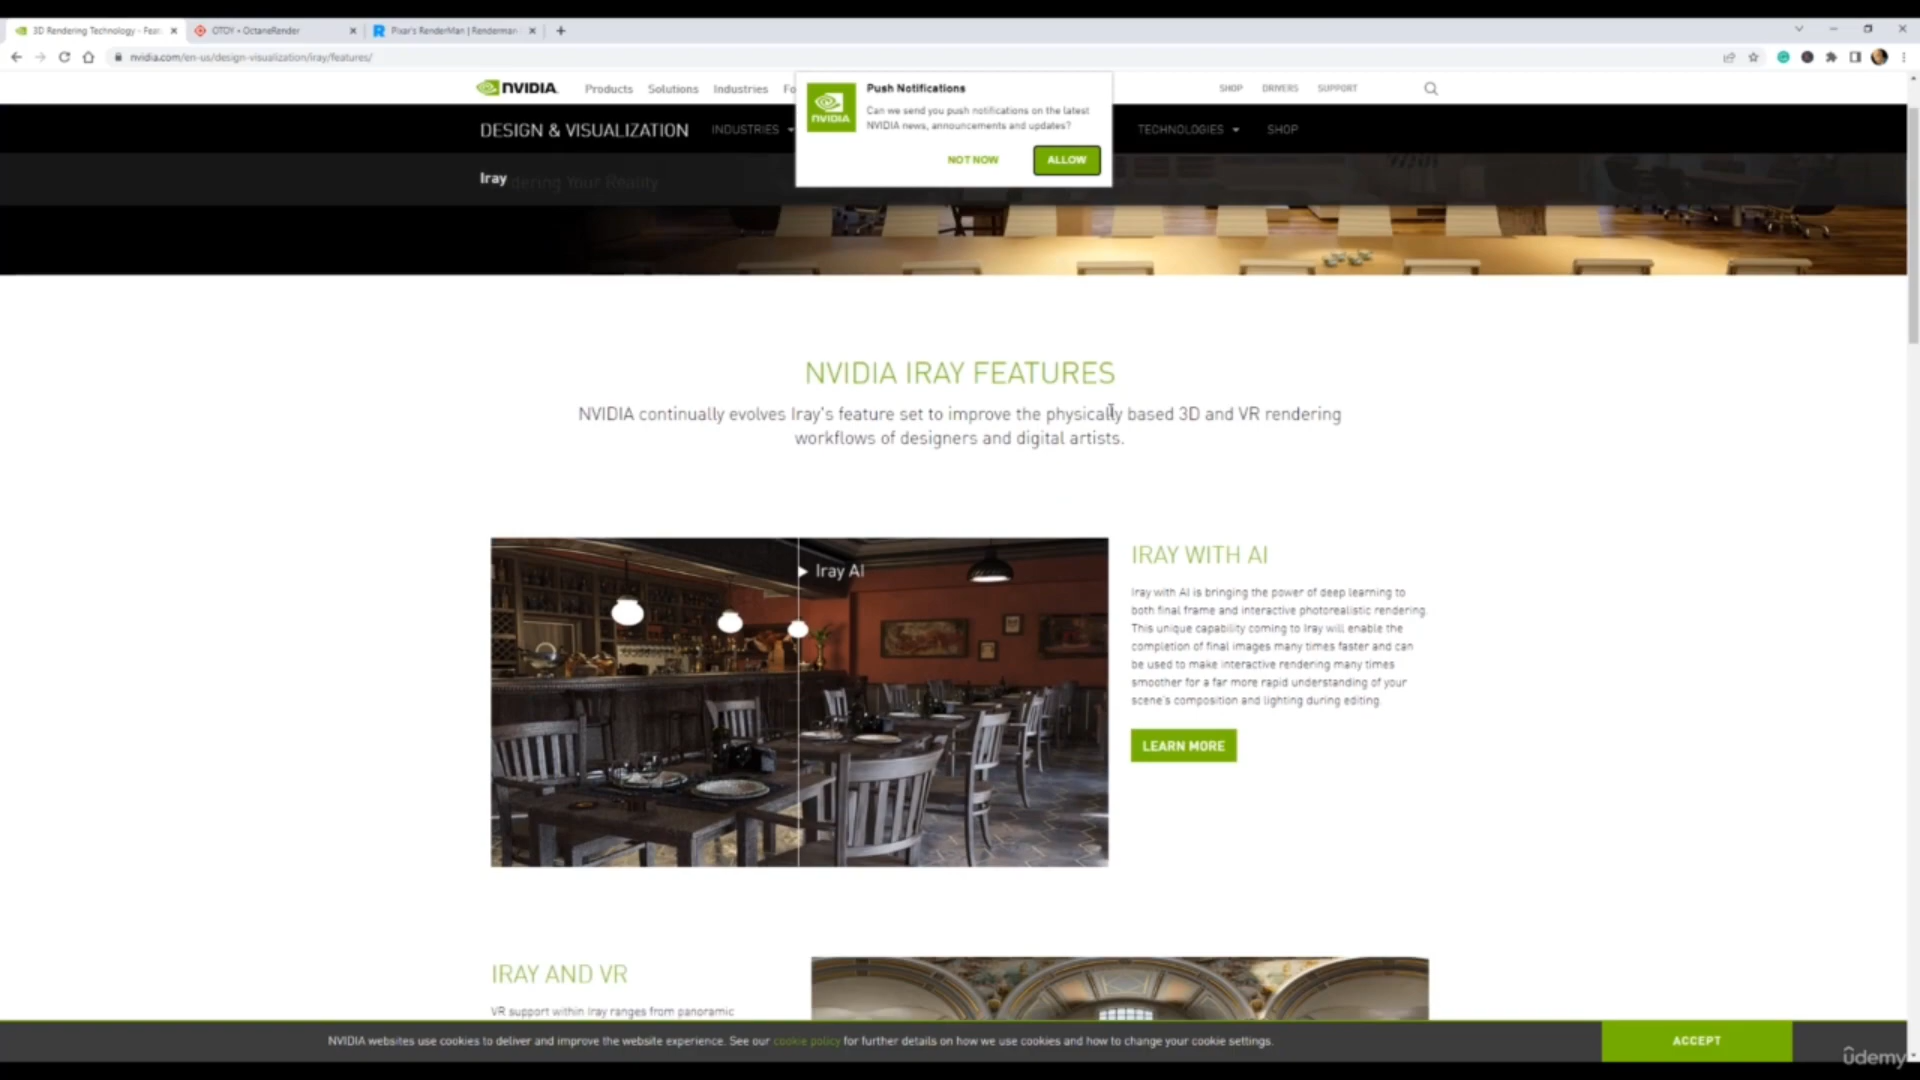 3D Rendering Technology - Feat
OTOY • OctaneRender
Pixar's RenderMan | Renderman
nvidia.com/en-us/design-visualization/iray/features/
NVIDIA
Products Solutions Industries Fo
SHOP DRIVERS SUPPORT
Push Notifications
Can we send you push notifications on the latest
NVIDIA news, announcements and updates?
NVIDIA
NOT NOW ALLOW
DESIGN & VISUALIZATION INDUSTRIES TECHNOLOGIES SHOP
Iray
dering Your Reality
NVIDIA IRAY FEATURES
NVIDIA continually evolves Iray's feature set to improve the physically based 3D and VR rendering
workflows of designers and digital artists.
Iray AI
IRAY WITH AI
Iray with AI is bringing the power of deep learning to
both final frame and interactive photorealistic rendering.
This unique capability coming to Iray will enable the
completion of final images many times faster and can
be used to make interactive rendering many times
smoother for a far more rapid understanding of your
scene's composition and lighting during editing.
LEARN MORE
IRAY AND VR
VR support within Iray ranges from panoramic
NVIDIA websites use cookies to deliver and improve the website experience. See our cookie policy for further details on how we use cookies and how to change your cookie settings.
ACCEPT
ûdemy